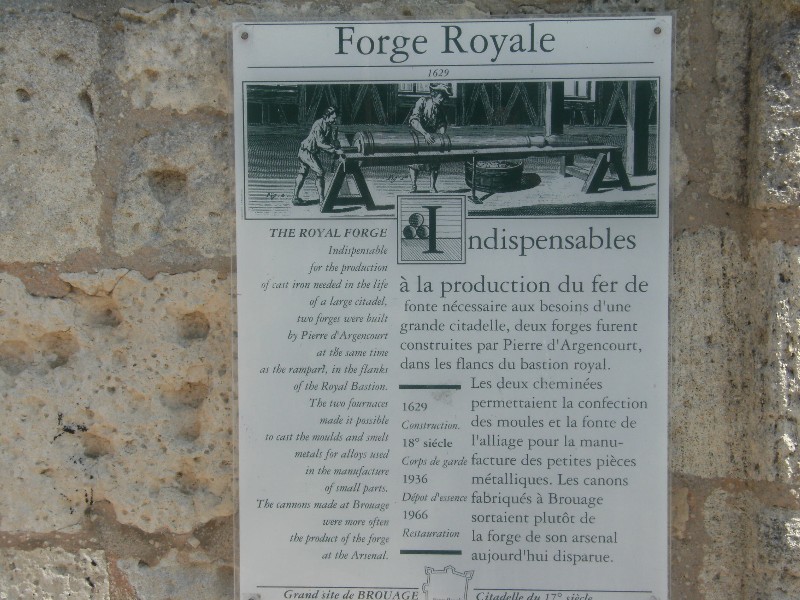 Forge Royale
1629
THE ROYAL FORGE
Indispensable
for the production
of cast iron needed in the life
of a large citadel,
two forges were built
by Pierre d'Argencourt
at the same time
as the rampart, in the flanks
of the Royal Bastion.
The two fournaces
made it possible
to cast the moulds and smelt
metals for alloys used
in the manufacture
of small parts.
The cannons made at Brouage
were more often
the product of the forge
at the Arsenal.
Indispensables
à la production du fer de
fonte nécessaire aux besoins d'une
grande citadelle, deux forges furent
construites par Pierre d'Argencourt,
dans les flancs du bastion royal.
Les deux cheminées
permettaient la confection
des moules et la fonte de
l'alliage pour la manu-
facture des petites pièces
métalliques. Les canons
fabriqués à Brouage
sortaient plutôt de
la forge de son arsenal
aujourd'hui disparue.
1629
Construction.
18e siécle
Corps de garde
1936
Dépot d'essence
1966
Restauration
Grand site de BROUAGE
Citadelle du 17e siècle